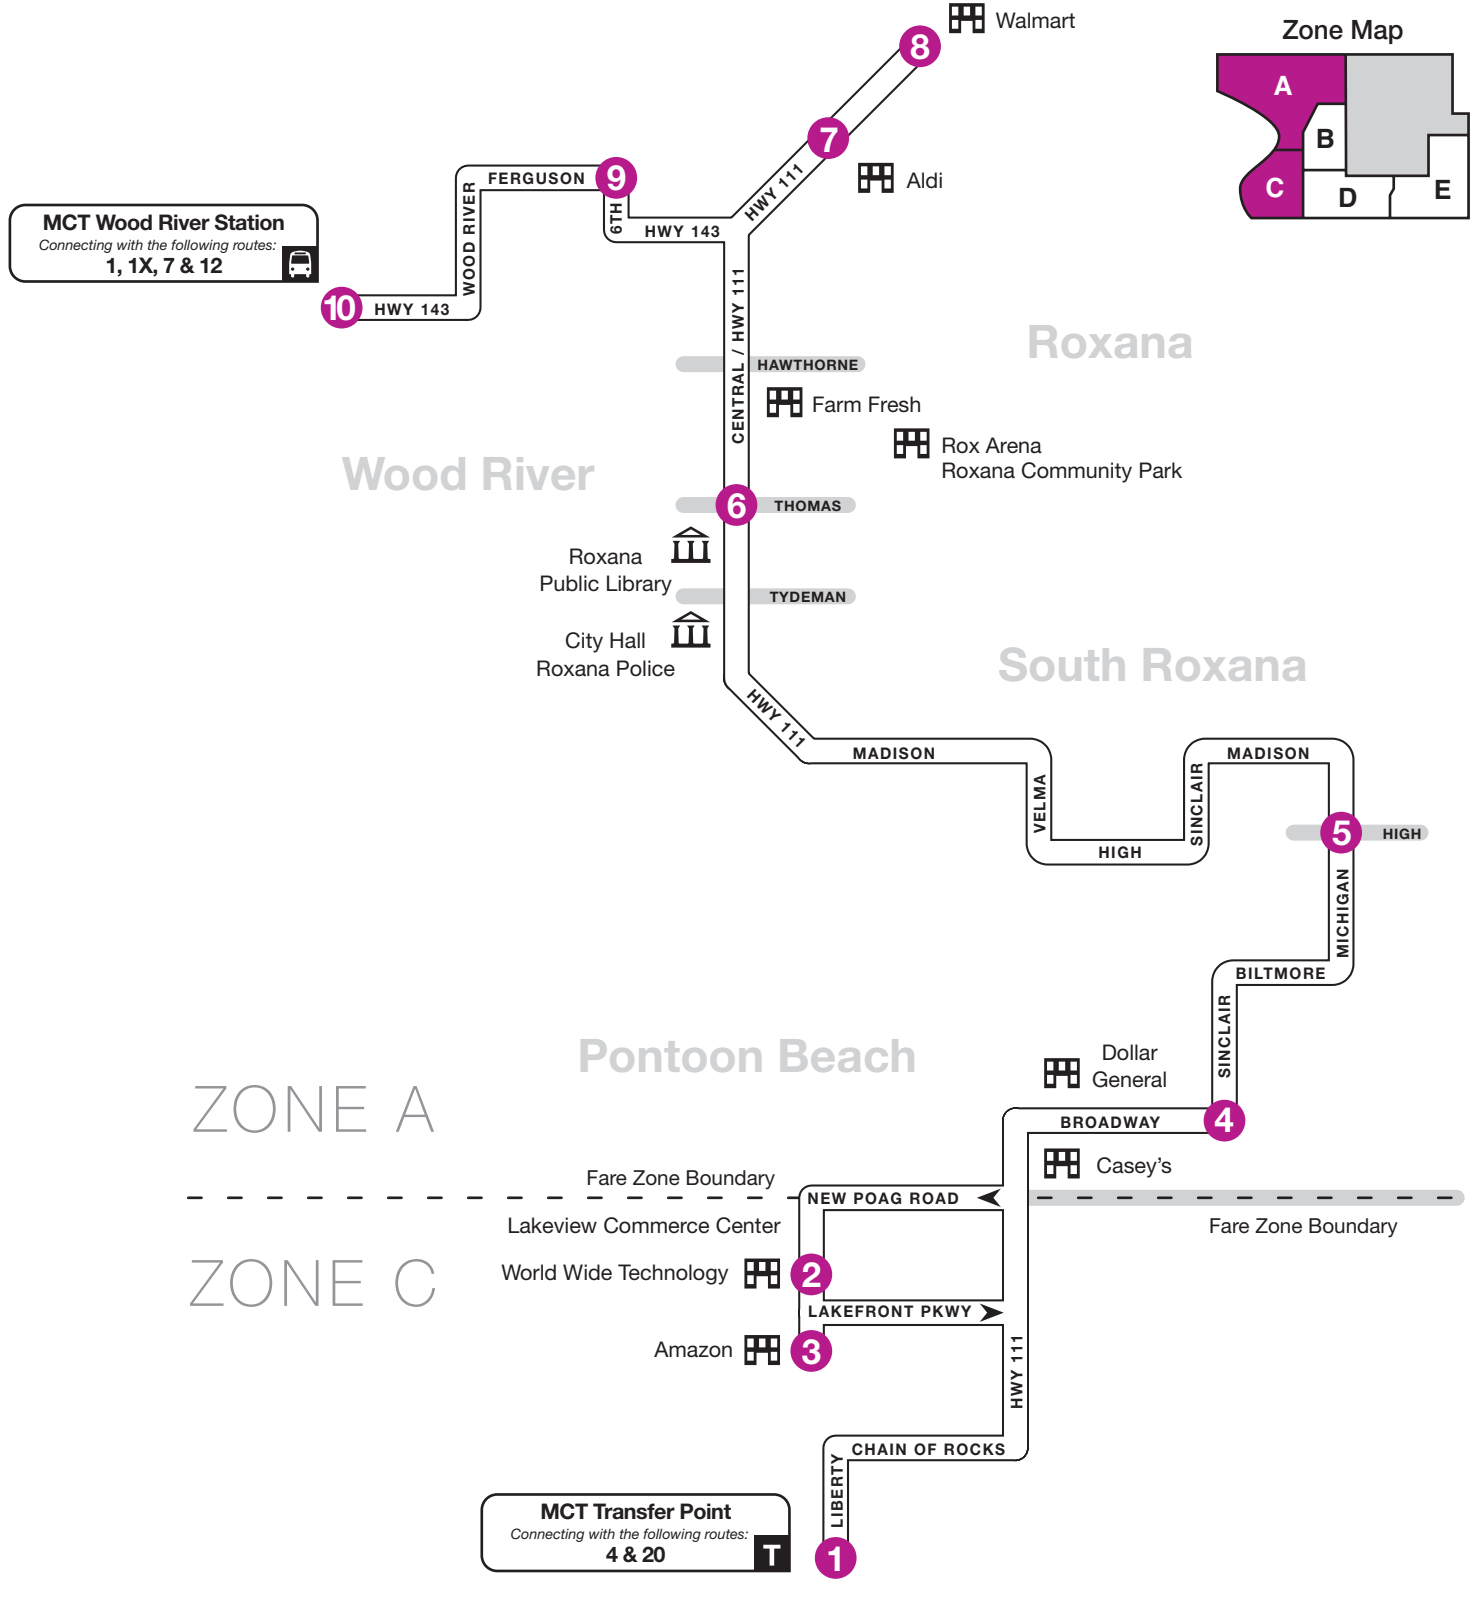 Walmart
8
Zone Map
A
B
C
D
E
7
HWY 111
Aldi
FERGUSON
9
6TH
HWY 143
WOOD RIVER
MCT Wood River Station
Connecting with the following routes:
1, 1X, 7 & 12
10
HWY 143
CENTRAL / HWY 111
Roxana
HAWTHORNE
Farm Fresh
Rox Arena
Roxana Community Park
Wood River
6
THOMAS
Roxana
Public Library
TYDEMAN
City Hall
Roxana Police
South Roxana
HWY 111
MADISON
VELMA
HIGH
SINCLAIR
MADISON
5
HIGH
MICHIGAN
BILTMORE
SINCLAIR
Pontoon Beach
Dollar
General
ZONE A
BROADWAY
4
Casey's
Fare Zone Boundary
NEW POAG ROAD
Fare Zone Boundary
Lakeview Commerce Center
ZONE C
World Wide Technology
2
LAKEFRONT PKWY
Amazon
3
HWY 111
CHAIN OF ROCKS
LIBERTY
MCT Transfer Point
Connecting with the following routes:
4 & 20
T
1